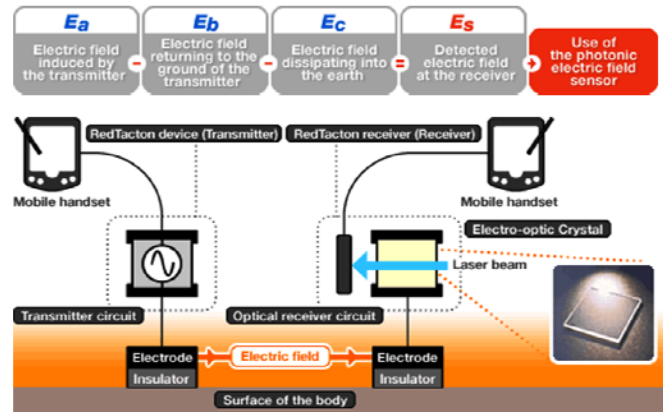 Ea
Electric field
induced by
the transmitter
-
Eb
Electric field
returning to the
ground of the
transmitter
-
Ec
Electric field
dissipating into
the earth
=
Es
Detected
electric field
at the receiver
Use of
the photonic
electric field
sensor
RedTacton device (Transmitter)
RedTacton receiver (Receiver)
Mobile handset
Mobile handset
Electro-optic Crystal
Laser beam
Transmitter circuit
Optical receiver circuit
Electrode
Electric field
Electrode
Insulator
Insulator
Surface of the body